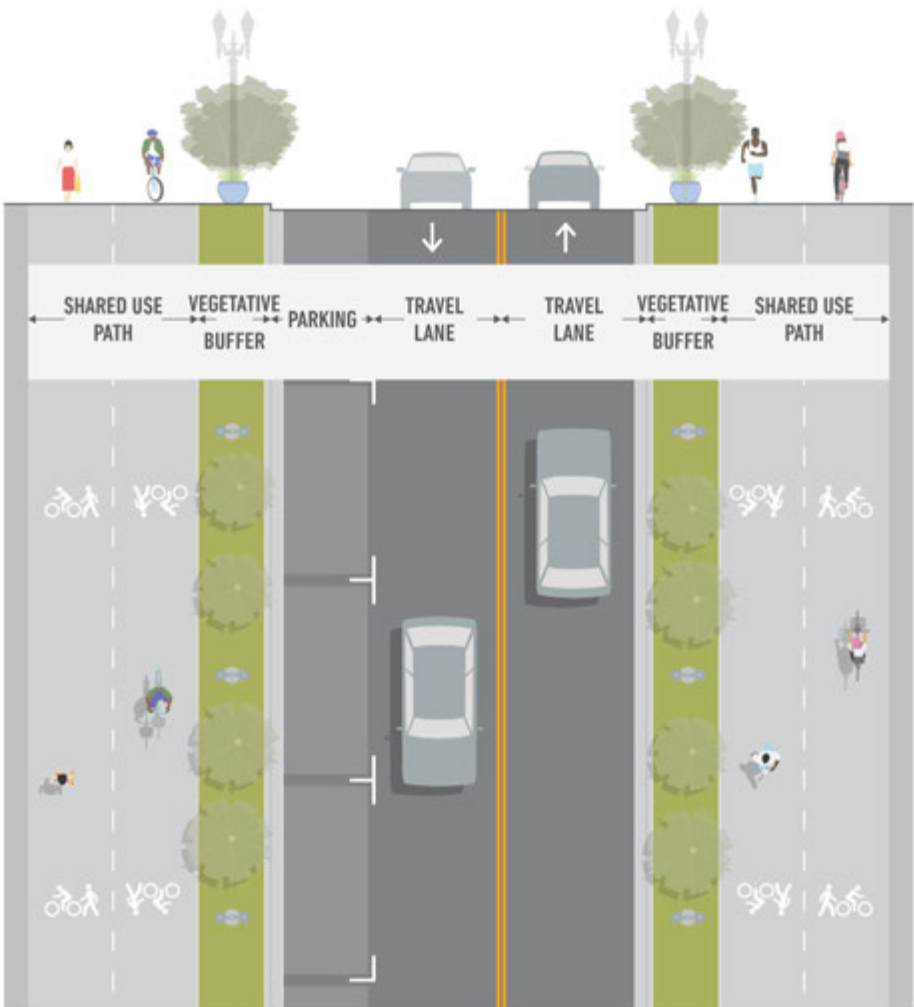 SHARED USE
PATH
VEGETATIVE
BUFFER
PARKING
TRAVEL
LANE
TRAVEL
LANE
VEGETATIVE
BUFFER
SHARED USE
PATH